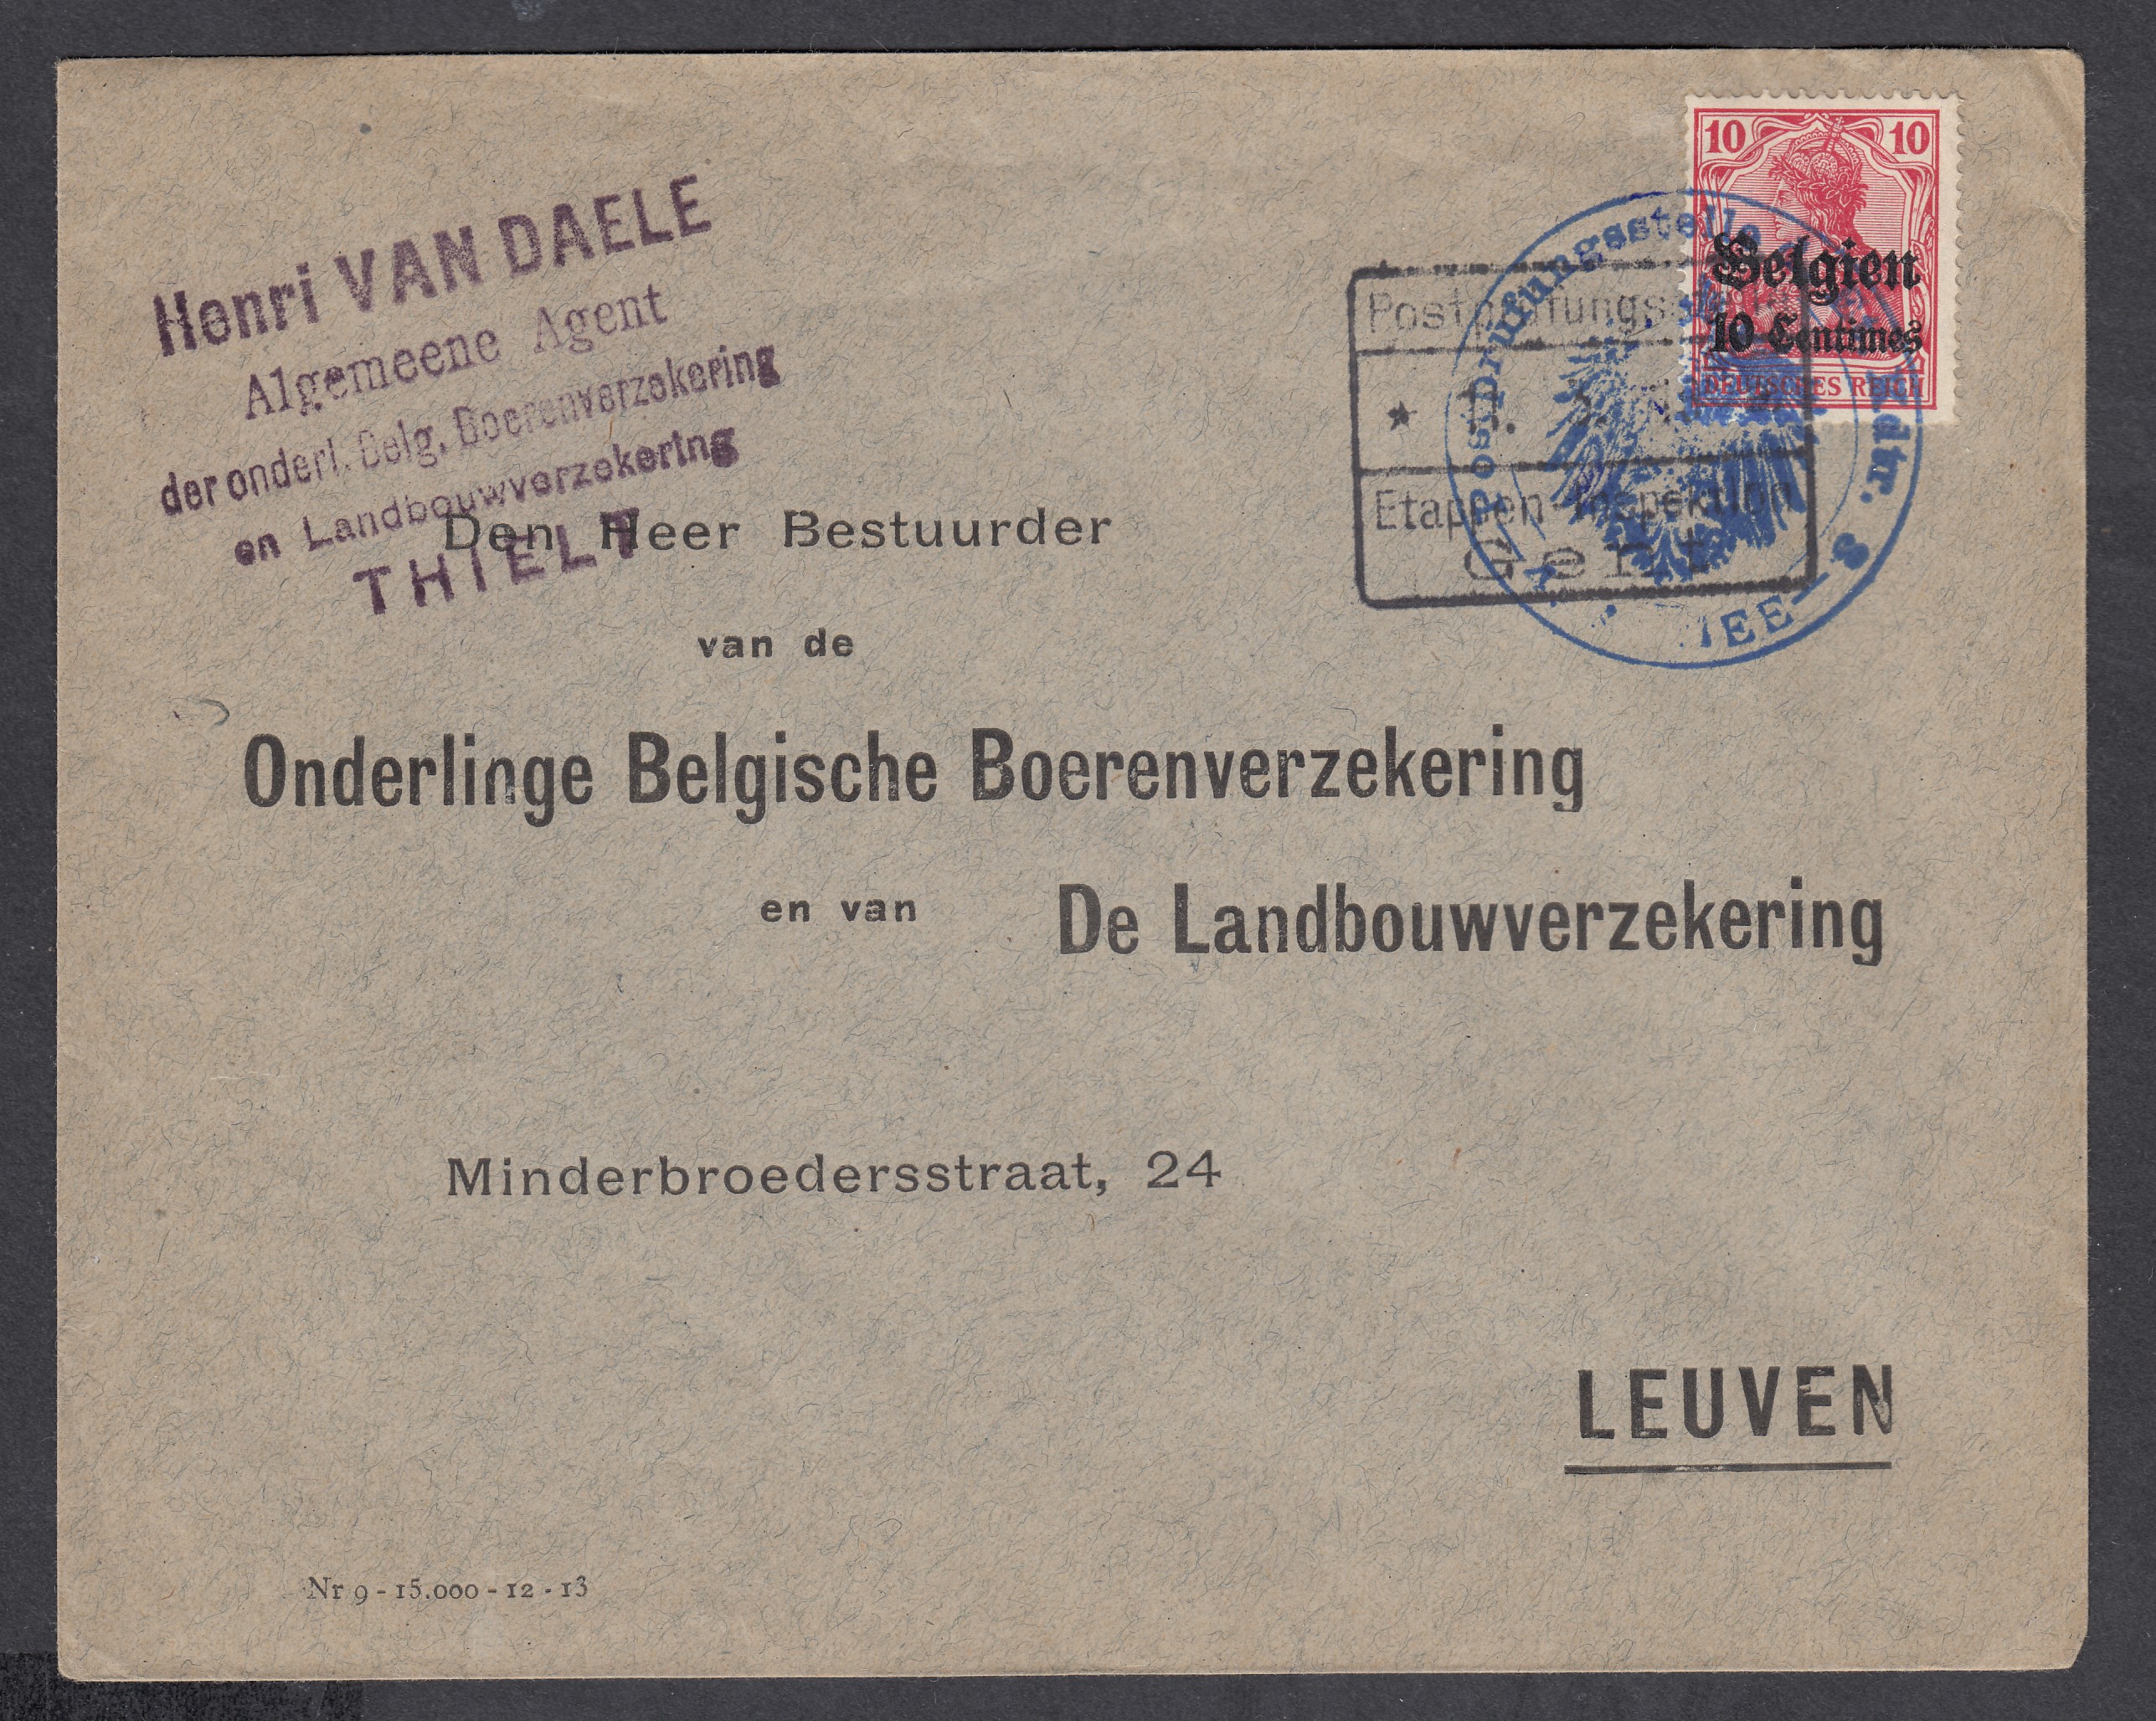 Henri VAN DAELE
Algemeene Agent
der onderl. Belg. Boerenverzekering
en Landbouwverzekering
THIELT
10 10
Belgien
10 Centimes
DEUTSCHES REICH
Postprüfungsstelle
Etappen-Inspektion
Gent
Postprüfungsstelle
Den Heer Bestuurder
van de
Onderlinge Belgische Boerenverzekering
en van De Landbouwverzekering
Minderbroedersstraat, 24
LEUVEN
Nr 9 - 15.000 - 12 - 13